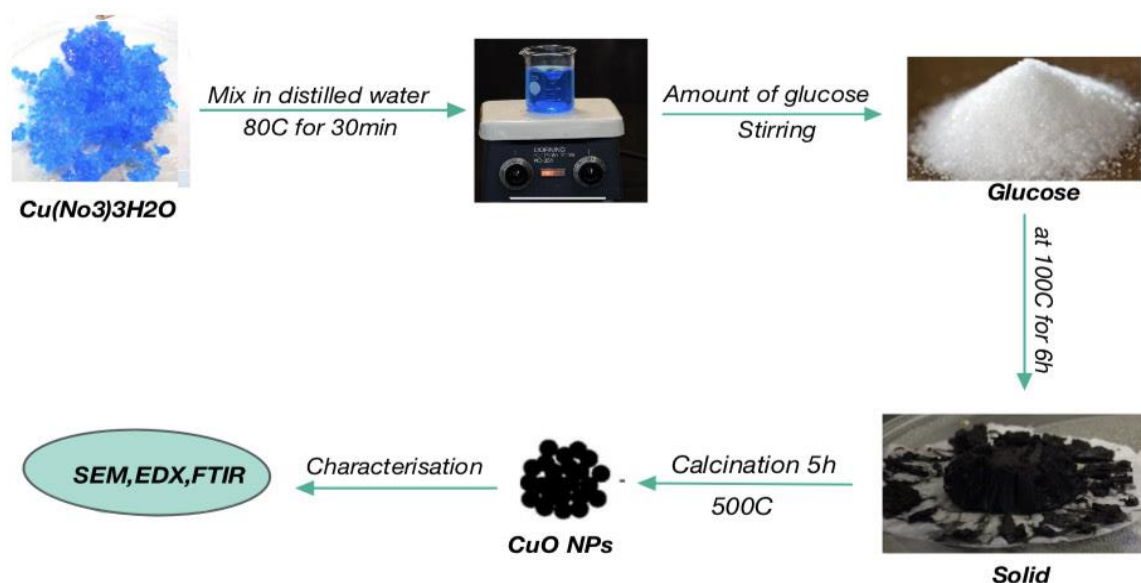 Mix in distilled water
80C for 30min
Cu(No3)3H2O
Amount of glucose
Stirring
Glucose
at 100C for 6h
Solid
Calcination 5h
500C
CuO NPs
Characterisation
SEM,EDX,FTIR